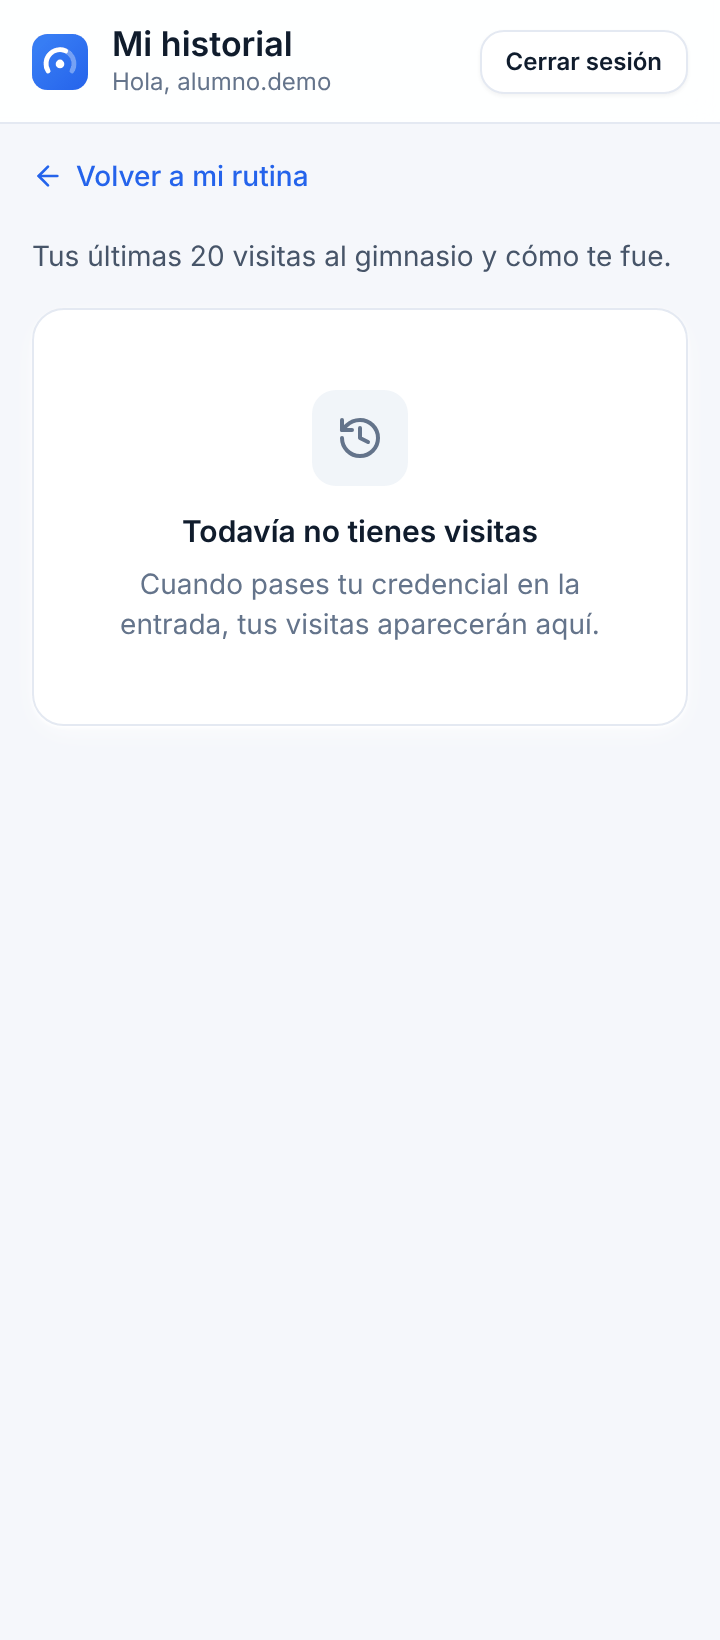 Mi historial
Hola, alumno.demo
Cerrar sesión
Volver a mi rutina
Tus últimas 20 visitas al gimnasio y cómo te fue.
Todavía no tienes visitas
Cuando pases tu credencial en la
entrada, tus visitas aparecerán aquí.